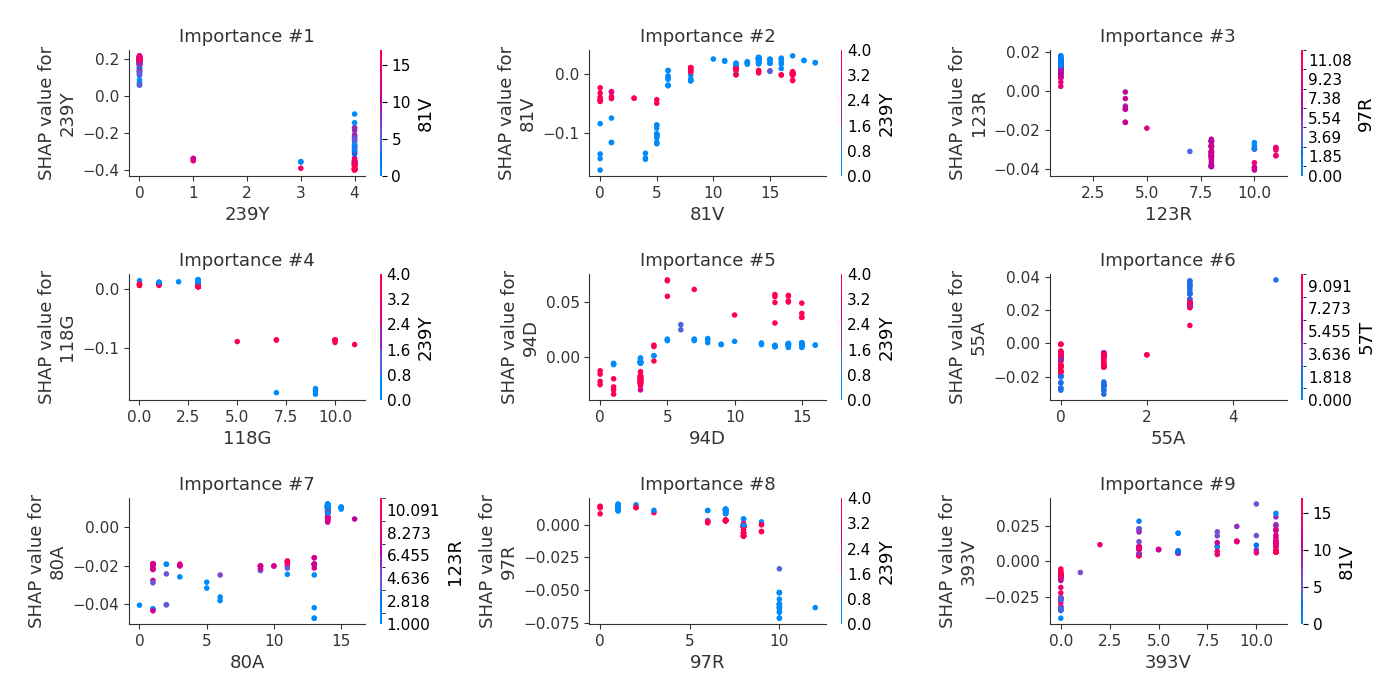 Importance #1
SHAP value for
239Y
0.2
0.0
−0.2
−0.4
0
1
2
3
4
239Y
15
10
5
0
81V
Importance #2
SHAP value for
81V
0.0
−0.1
0
5
10
15
81V
4.0
3.2
2.4
1.6
0.8
0.0
239Y
Importance #3
SHAP value for
123R
0.02
0.00
−0.02
−0.04
2.5
5.0
7.5
10.0
123R
11.08
9.23
7.38
5.54
3.69
1.85
0.00
97R
Importance #4
SHAP value for
118G
0.0
−0.1
0.0
2.5
5.0
7.5
10.0
118G
4.0
3.2
2.4
1.6
0.8
0.0
239Y
Importance #5
SHAP value for
94D
0.05
0.00
0
5
10
15
94D
4.0
3.2
2.4
1.6
0.8
0.0
239Y
Importance #6
SHAP value for
55A
0.04
0.02
0.00
−0.02
0
2
4
55A
9.091
7.273
5.455
3.636
1.818
0.000
57T
Importance #7
SHAP value for
80A
0.00
−0.02
−0.04
0
5
10
15
80A
10.091
8.273
6.455
4.636
2.818
1.000
123R
Importance #8
SHAP value for
97R
0.000
−0.025
−0.050
−0.075
0
5
10
97R
4.0
3.2
2.4
1.6
0.8
0.0
239Y
Importance #9
SHAP value for
393V
0.025
0.000
−0.025
0.0
2.5
5.0
7.5
10.0
393V
15
10
5
0
81V